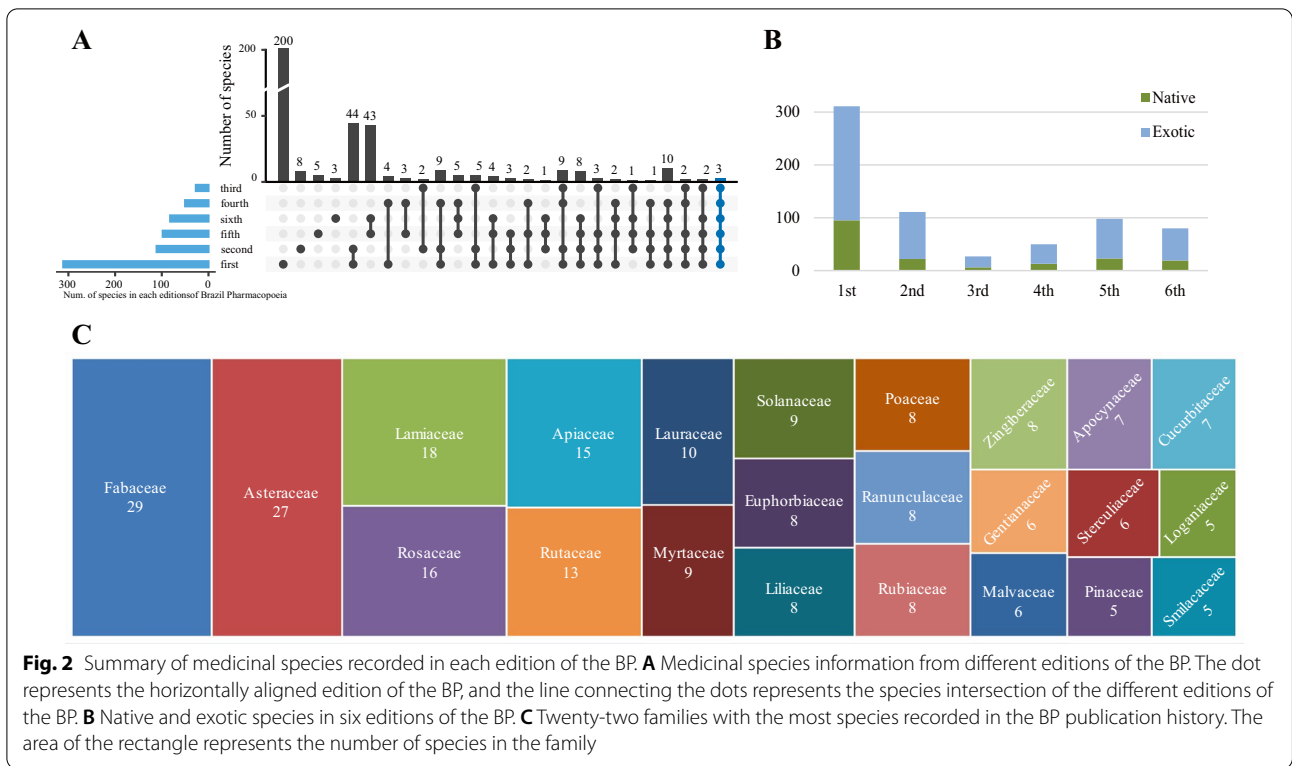 A
B
200
200
Number of species
50
0
44
43
8
5
3
4
3
2
9
5
5
4
3
2
1
9
8
3
2
1
1
10
2
2
3
third
fourth
sixth
fifth
second
first
300
200
100
0
Num. of species in each editionsof Brazil Pharmacopoeia
Native
Exotic
300
200
100
0
1st
2nd
3rd
4th
5th
6th
C
Fabaceae
29
Asteraceae
27
Lamiaceae
18
Rosaceae
16
Apiaceae
15
Rutaceae
13
Lauraceae
10
Myrtaceae
9
Solanaceae
9
Euphorbiaceae
8
Liliaceae
8
Poaceae
8
Ranunculaceae
8
Rubiaceae
8
Zingiberaceae
8
Gentianaceae
6
Malvaceae
6
Apocynaceae
7
Sterculiaceae
6
Pinaceae
5
Cucurbitaceae
7
Loganiaceae
5
Smilacaceae
5
Fig. 2 Summary of medicinal species recorded in each edition of the BP. A Medicinal species information from different editions of the BP. The dot
represents the horizontally aligned edition of the BP, and the line connecting the dots represents the species intersection of the different editions of
the BP. B Native and exotic species in six editions of the BP. C Twenty-two families with the most species recorded in the BP publication history. The
area of the rectangle represents the number of species in the family